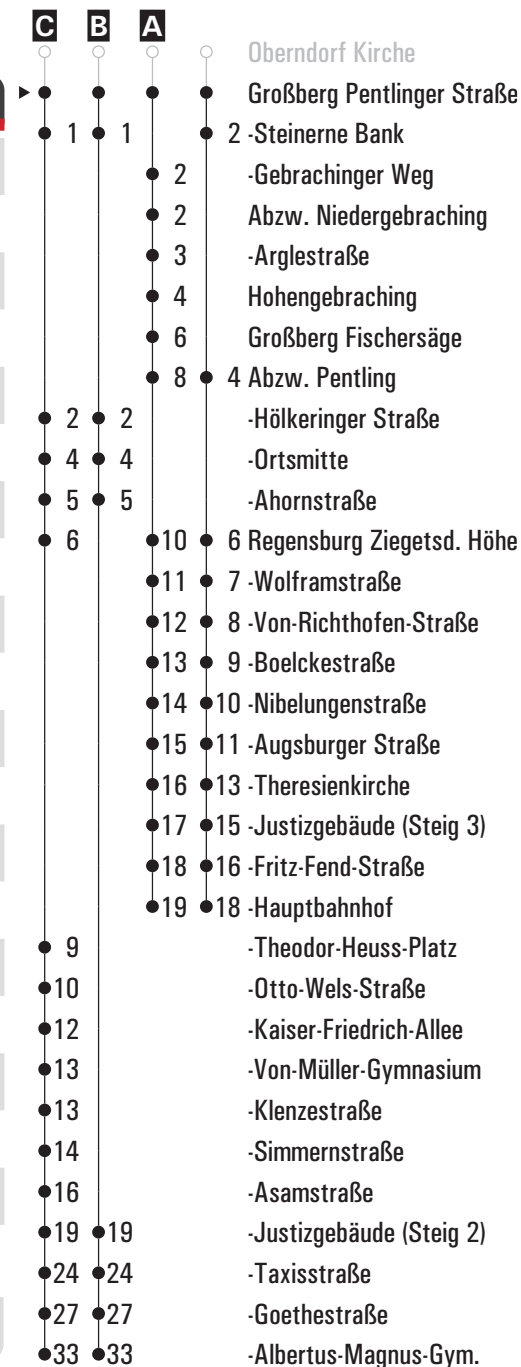 C B A
Oberndorf Kirche
Großberg Pentlinger Straße
1 1 2 -Steinerne Bank
2 -Gebrachinger Weg
2 Abzw. Niedergebraching
3 -Arglestraße
4 Hohengebraching
6 Großberg Fischersäge
8 4 Abzw. Pentling
2 2 -Hölkeringer Straße
4 4 -Ortsmitte
5 5 -Ahornstraße
6 10 6 Regensburg Ziegetsd. Höhe
11 7 -Wolframstraße
12 8 -Von-Richthofen-Straße
13 9 -Boelckestraße
14 10 -Nibelungenstraße
15 11 -Augsburger Straße
16 13 -Theresienkirche
17 15 -Justizgebäude (Steig 3)
18 16 -Fritz-Fend-Straße
19 18 -Hauptbahnhof
9 -Theodor-Heuss-Platz
10 -Otto-Wels-Straße
12 -Kaiser-Friedrich-Allee
13 -Von-Müller-Gymnasium
13 -Klenzestraße
14 -Simmernstraße
16 -Asamstraße
19 19 -Justizgebäude (Steig 2)
24 24 -Taxisstraße
27 27 -Goethestraße
33 33 -Albertus-Magnus-Gym.